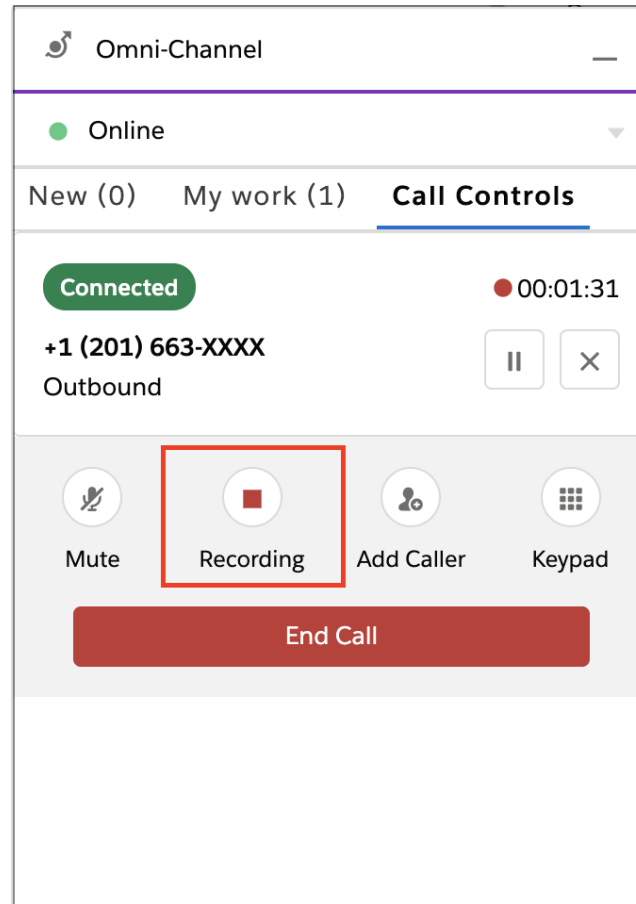 Omni-Channel
Online
New (0) My work (1) Call Controls
Connected 00:01:31
+1 (201) 663-XXXX
Outbound
Mute Recording Add Caller Keypad
End Call